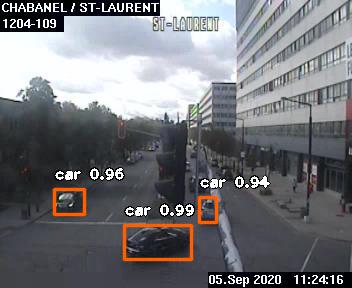 CHABANEL / ST-LAURENT
1204-109
ST-LAURENT
car 0.96
car 0.94
car 0.99
05.Sep 2020 11:24:16